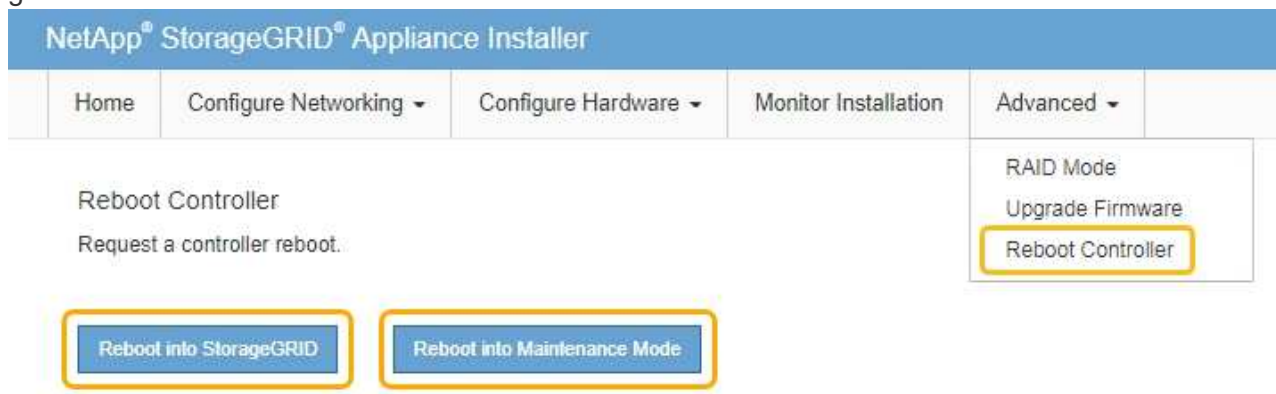 g
NetApp® StorageGRID® Appliance Installer
Home Configure Networking Configure Hardware Monitor Installation Advanced
RAID Mode
Upgrade Firmware
Reboot Controller
Reboot Controller
Request a controller reboot.
Reboot into StorageGRID Reboot into Maintenance Mode